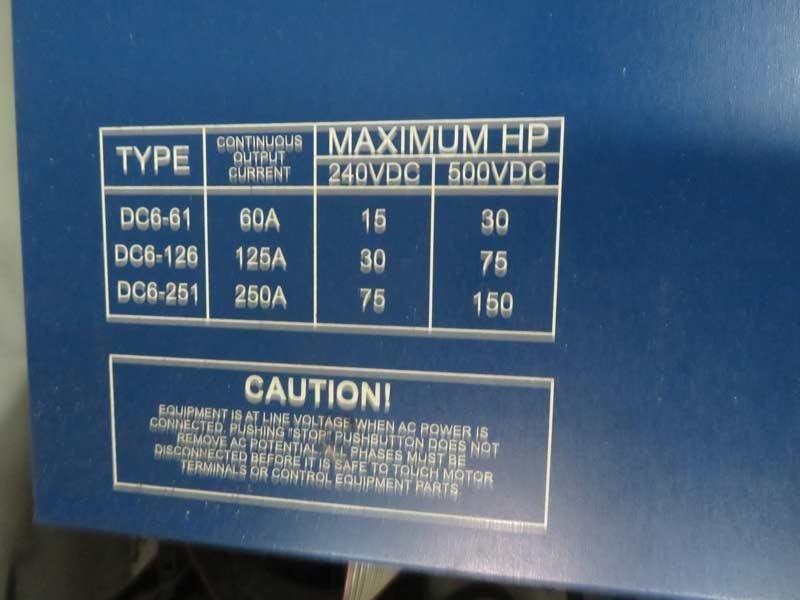 TYPE CONTINUOUS OUTPUT CURRENT MAXIMUM HP
240VDC 500VDC
DC6-61 60A 15 30
DC6-126 125A 30 75
DC6-251 250A 75 150
CAUTION!
EQUIPMENT IS AT LINE VOLTAGE WHEN AC POWER IS
CONNECTED. PUSHING "STOP" PUSHBUTTON DOES NOT
REMOVE AC POTENTIAL. ALL PHASES MUST BE
DISCONNECTED BEFORE IT IS SAFE TO TOUCH MOTOR
TERMINALS OR CONTROL EQUIPMENT PARTS.